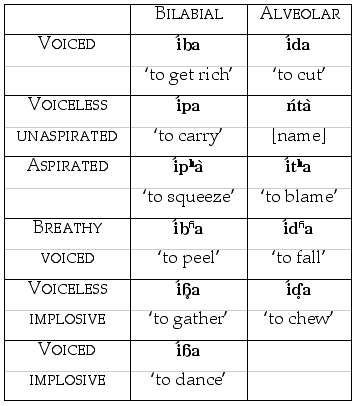 BILABIAL ALVEOLAR
VOICED íba ída
‘to get rich’ ‘to cut’
VOICELESS ípa ńtà
UNASPIRATED ‘to carry’ [name]
ASPIRATED ípʰà ítʰa
‘to squeeze’ ‘to blame’
BREATHY íbʱa ídʱa
VOICED ‘to peel’ ‘to fall’
VOICELESS íɓ̥a íɗ̥a
IMPLOSIVE ‘to gather’ ‘to chew’
VOICED íɓa
IMPLOSIVE ‘to dance’